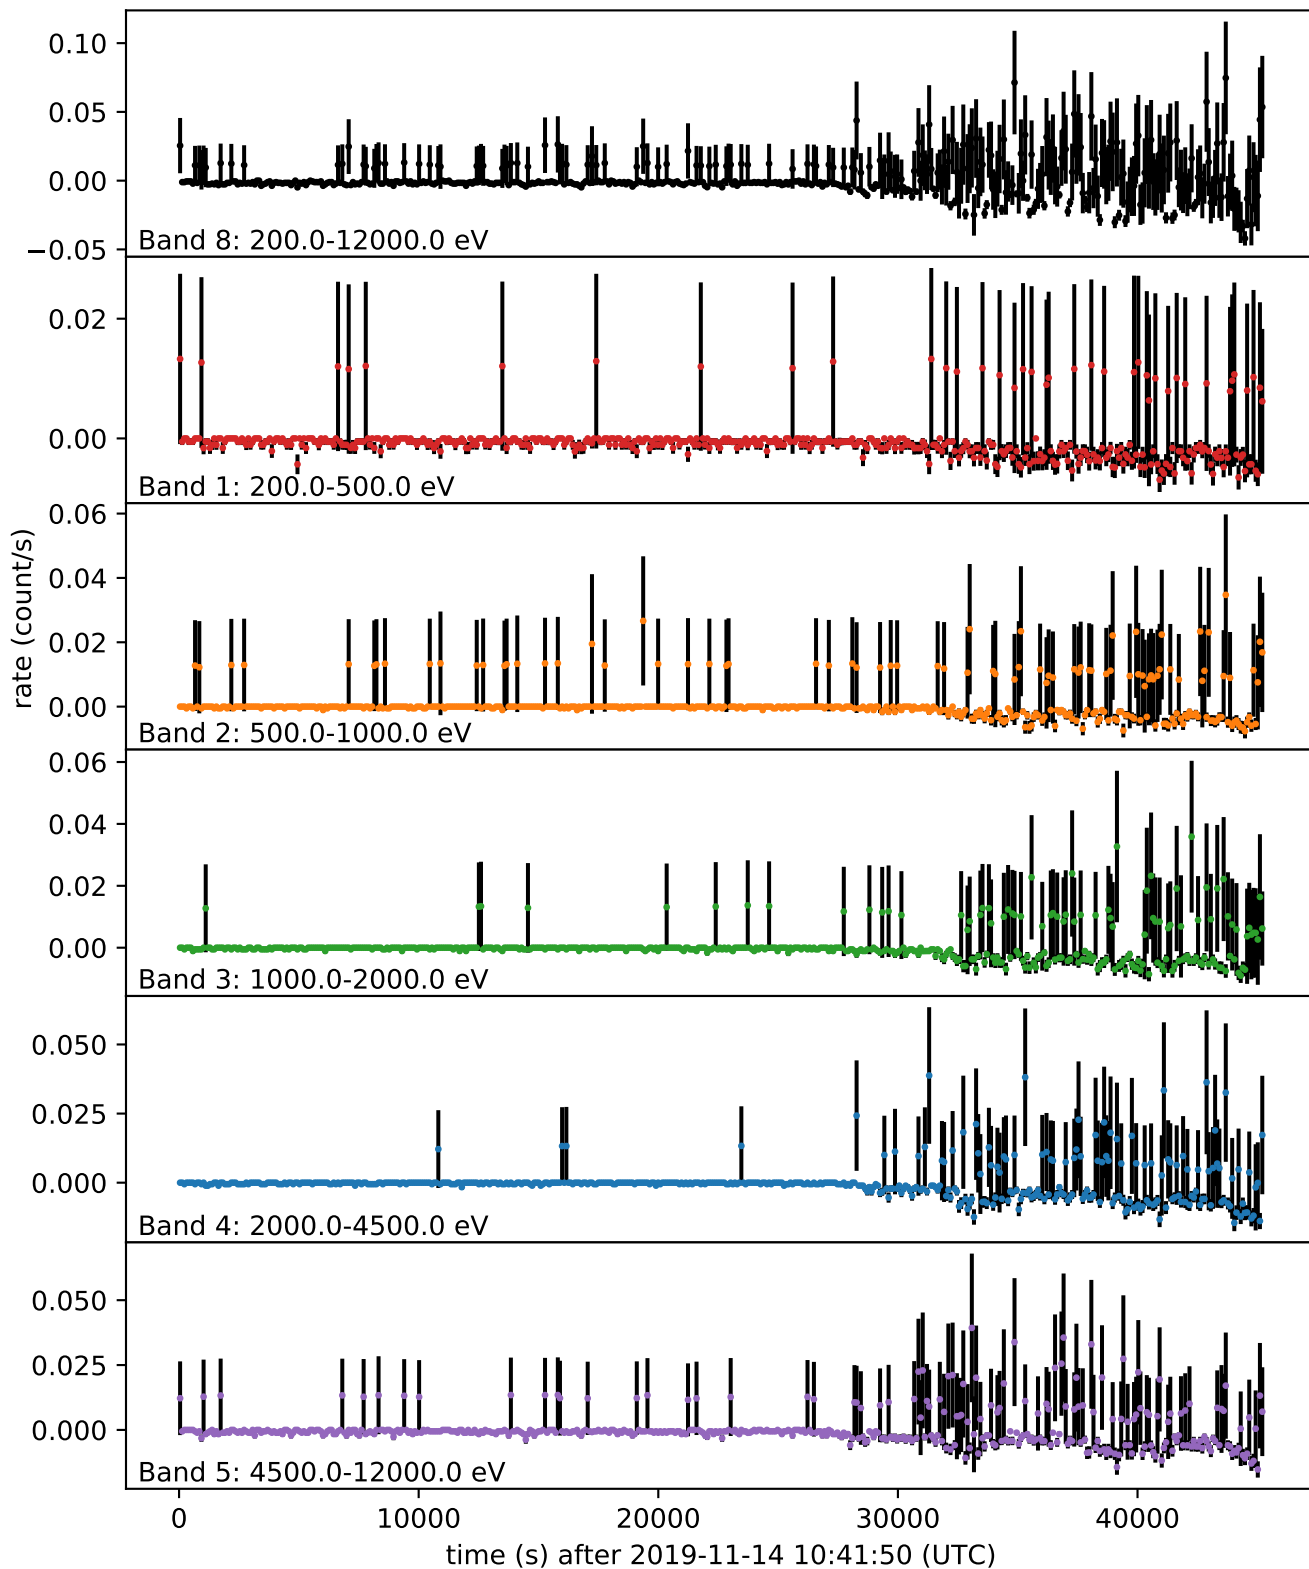 0.10
0.05
0.00
−0.05
Band 8: 200.0-12000.0 eV
0.02
0.00
Band 1: 200.0-500.0 eV
rate (count/s)
0.06
0.04
0.02
0.00
Band 2: 500.0-1000.0 eV
0.06
0.04
0.02
0.00
Band 3: 1000.0-2000.0 eV
0.050
0.025
0.000
Band 4: 2000.0-4500.0 eV
0.050
0.025
0.000
Band 5: 4500.0-12000.0 eV
0 10000 20000 30000 40000
time (s) after 2019-11-14 10:41:50 (UTC)